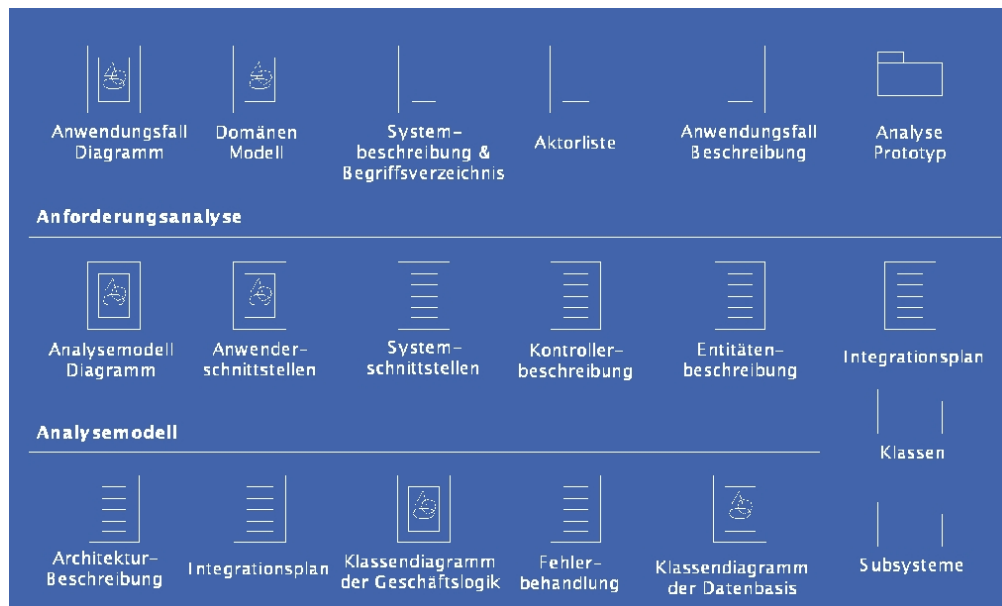 Anwendungsfall
Diagramm
Domänen
Modell
System-
beschreibung &
Begriffsverzeichnis
Aktorliste
Anwendungsfall
Beschreibung
Analyse
Prototyp
Anforderungsanalyse
Analysemodell
Diagramm
Anwender-
schnittstellen
System-
schnittstellen
Kontroller-
beschreibung
Entitäten-
beschreibung
Integrationsplan
Analysemodell
Klassen
Architektur-
Beschreibung
Integrationsplan
Klassendiagramm
der Geschäftslogik
Fehler-
behandlung
Klassendiagramm
der Datenbasis
Subsysteme